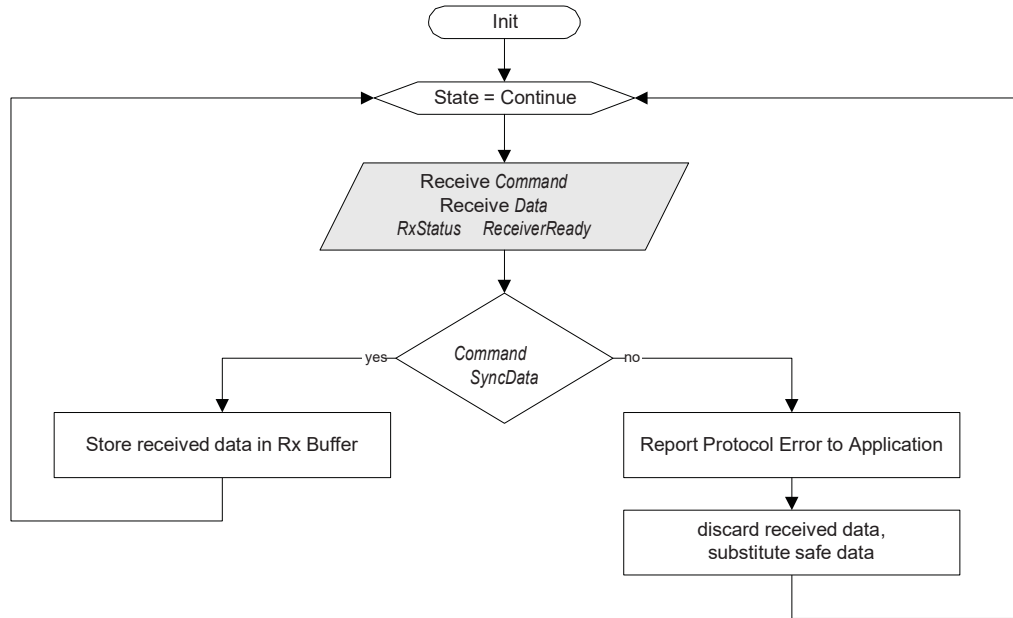 Init
State = Continue
Receive Command
Receive Data
RxStatus ReceiverReady
Command
SyncData
yes
no
Store received data in Rx Buffer
Report Protocol Error to Application
discard received data,
substitute safe data